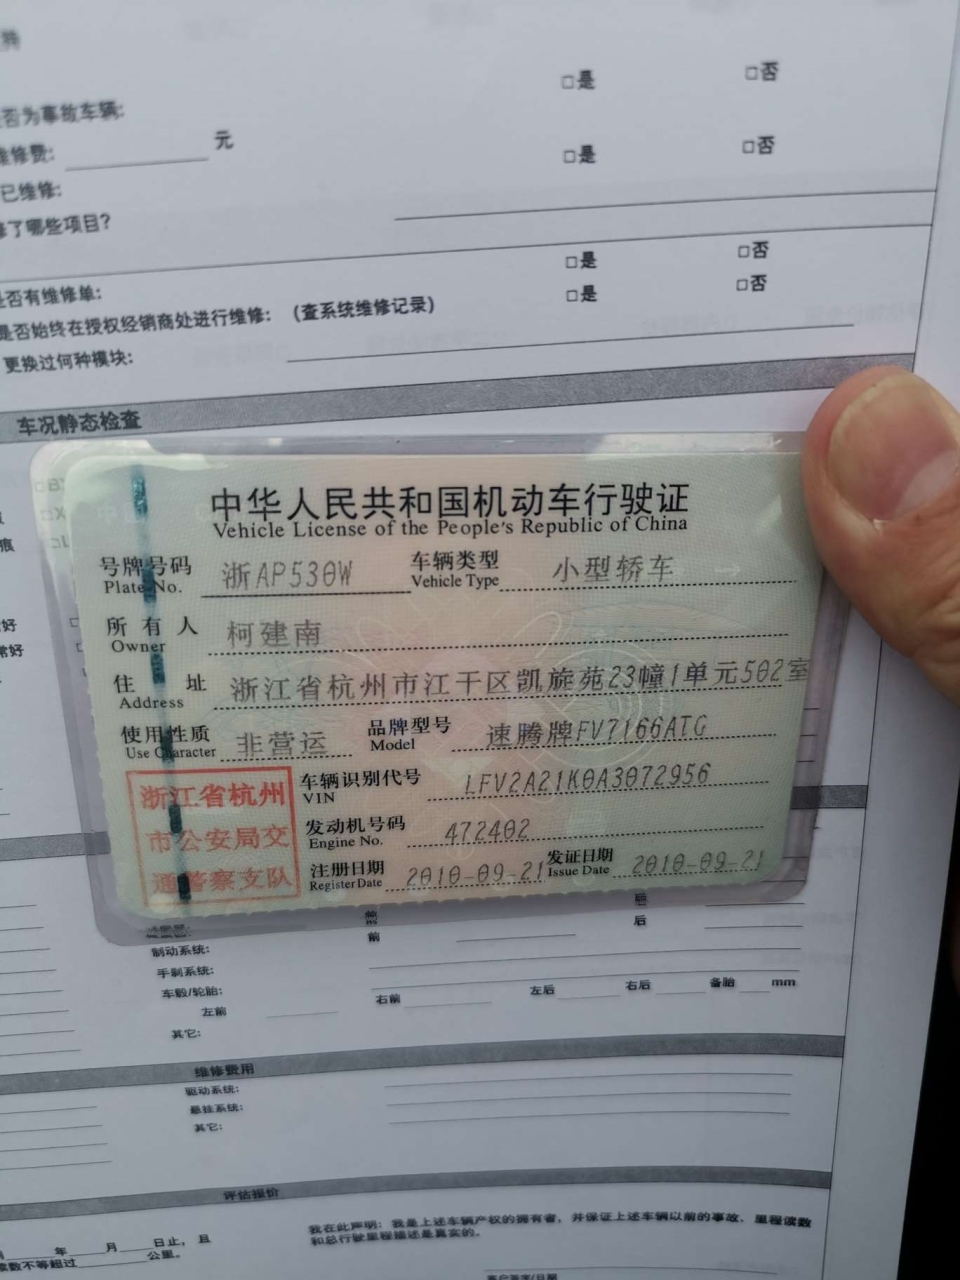 □是 □否
否为事故车辆:
维修费: 元
□是 □否
已维修:
修了哪些项目?
□是 □否
是否有维修单:
□是 □否
是否始终在授权经销商处进行维修: (查系统维修记录)
更换过何种模块:
车况静态检查
中华人民共和国机动车行驶证
Vehicle License of the People's Republic of China
号牌号码 浙AP530W 车辆类型 小型轿车
Plate No. Vehicle Type
所有人 柯建南
Owner
住址 浙江省杭州市江干区凯旋苑23幢1单元502室
Address
使用性质 非营运 品牌型号 速腾牌FV7166ATG
Use Character Model
浙江省杭州
市公安局交
通警察支队
车辆识别代号 LFV2A21K0A3072956
VIN
发动机号码 472402
Engine No.
注册日期 2010-09-21 发证日期 2010-09-21
Register Date Issue Date
前 后
制动系统:
手刹系统:
车毂/轮胎:
左前 右前 左后 右后 备胎 mm
其它:
维修费用
驱动系统:
悬挂系统:
其它:
评估报价
年 月 日止, 且
读数不等超过 公里。
我在此声明: 我是上述车辆产权的拥有者, 并保证上述车辆以前的事故, 里程读数
和总行驶里程描述是真实的。